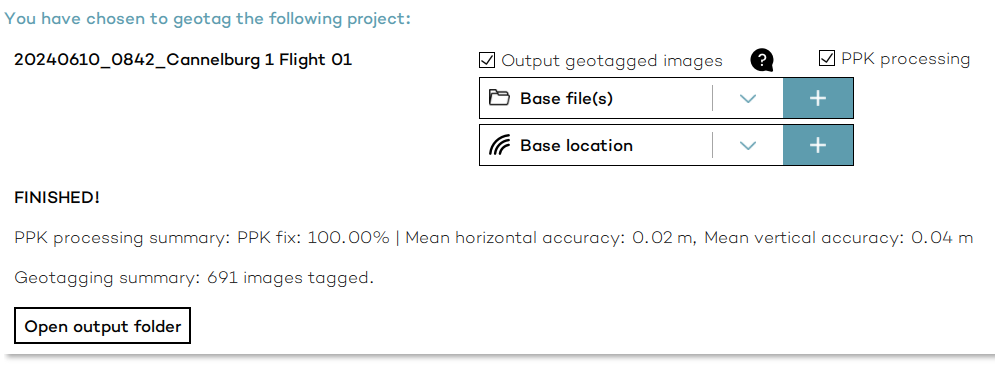 You have chosen to geotag the following project:
20240610_0842_Cannelburg 1 Flight 01
Output geotagged images ? PPK processing
Base file(s) +
Base location +
FINISHED!
PPK processing summary: PPK fix: 100.00% | Mean horizontal accuracy: 0.02 m, Mean vertical accuracy: 0.04 m
Geotagging summary: 691 images tagged.
Open output folder